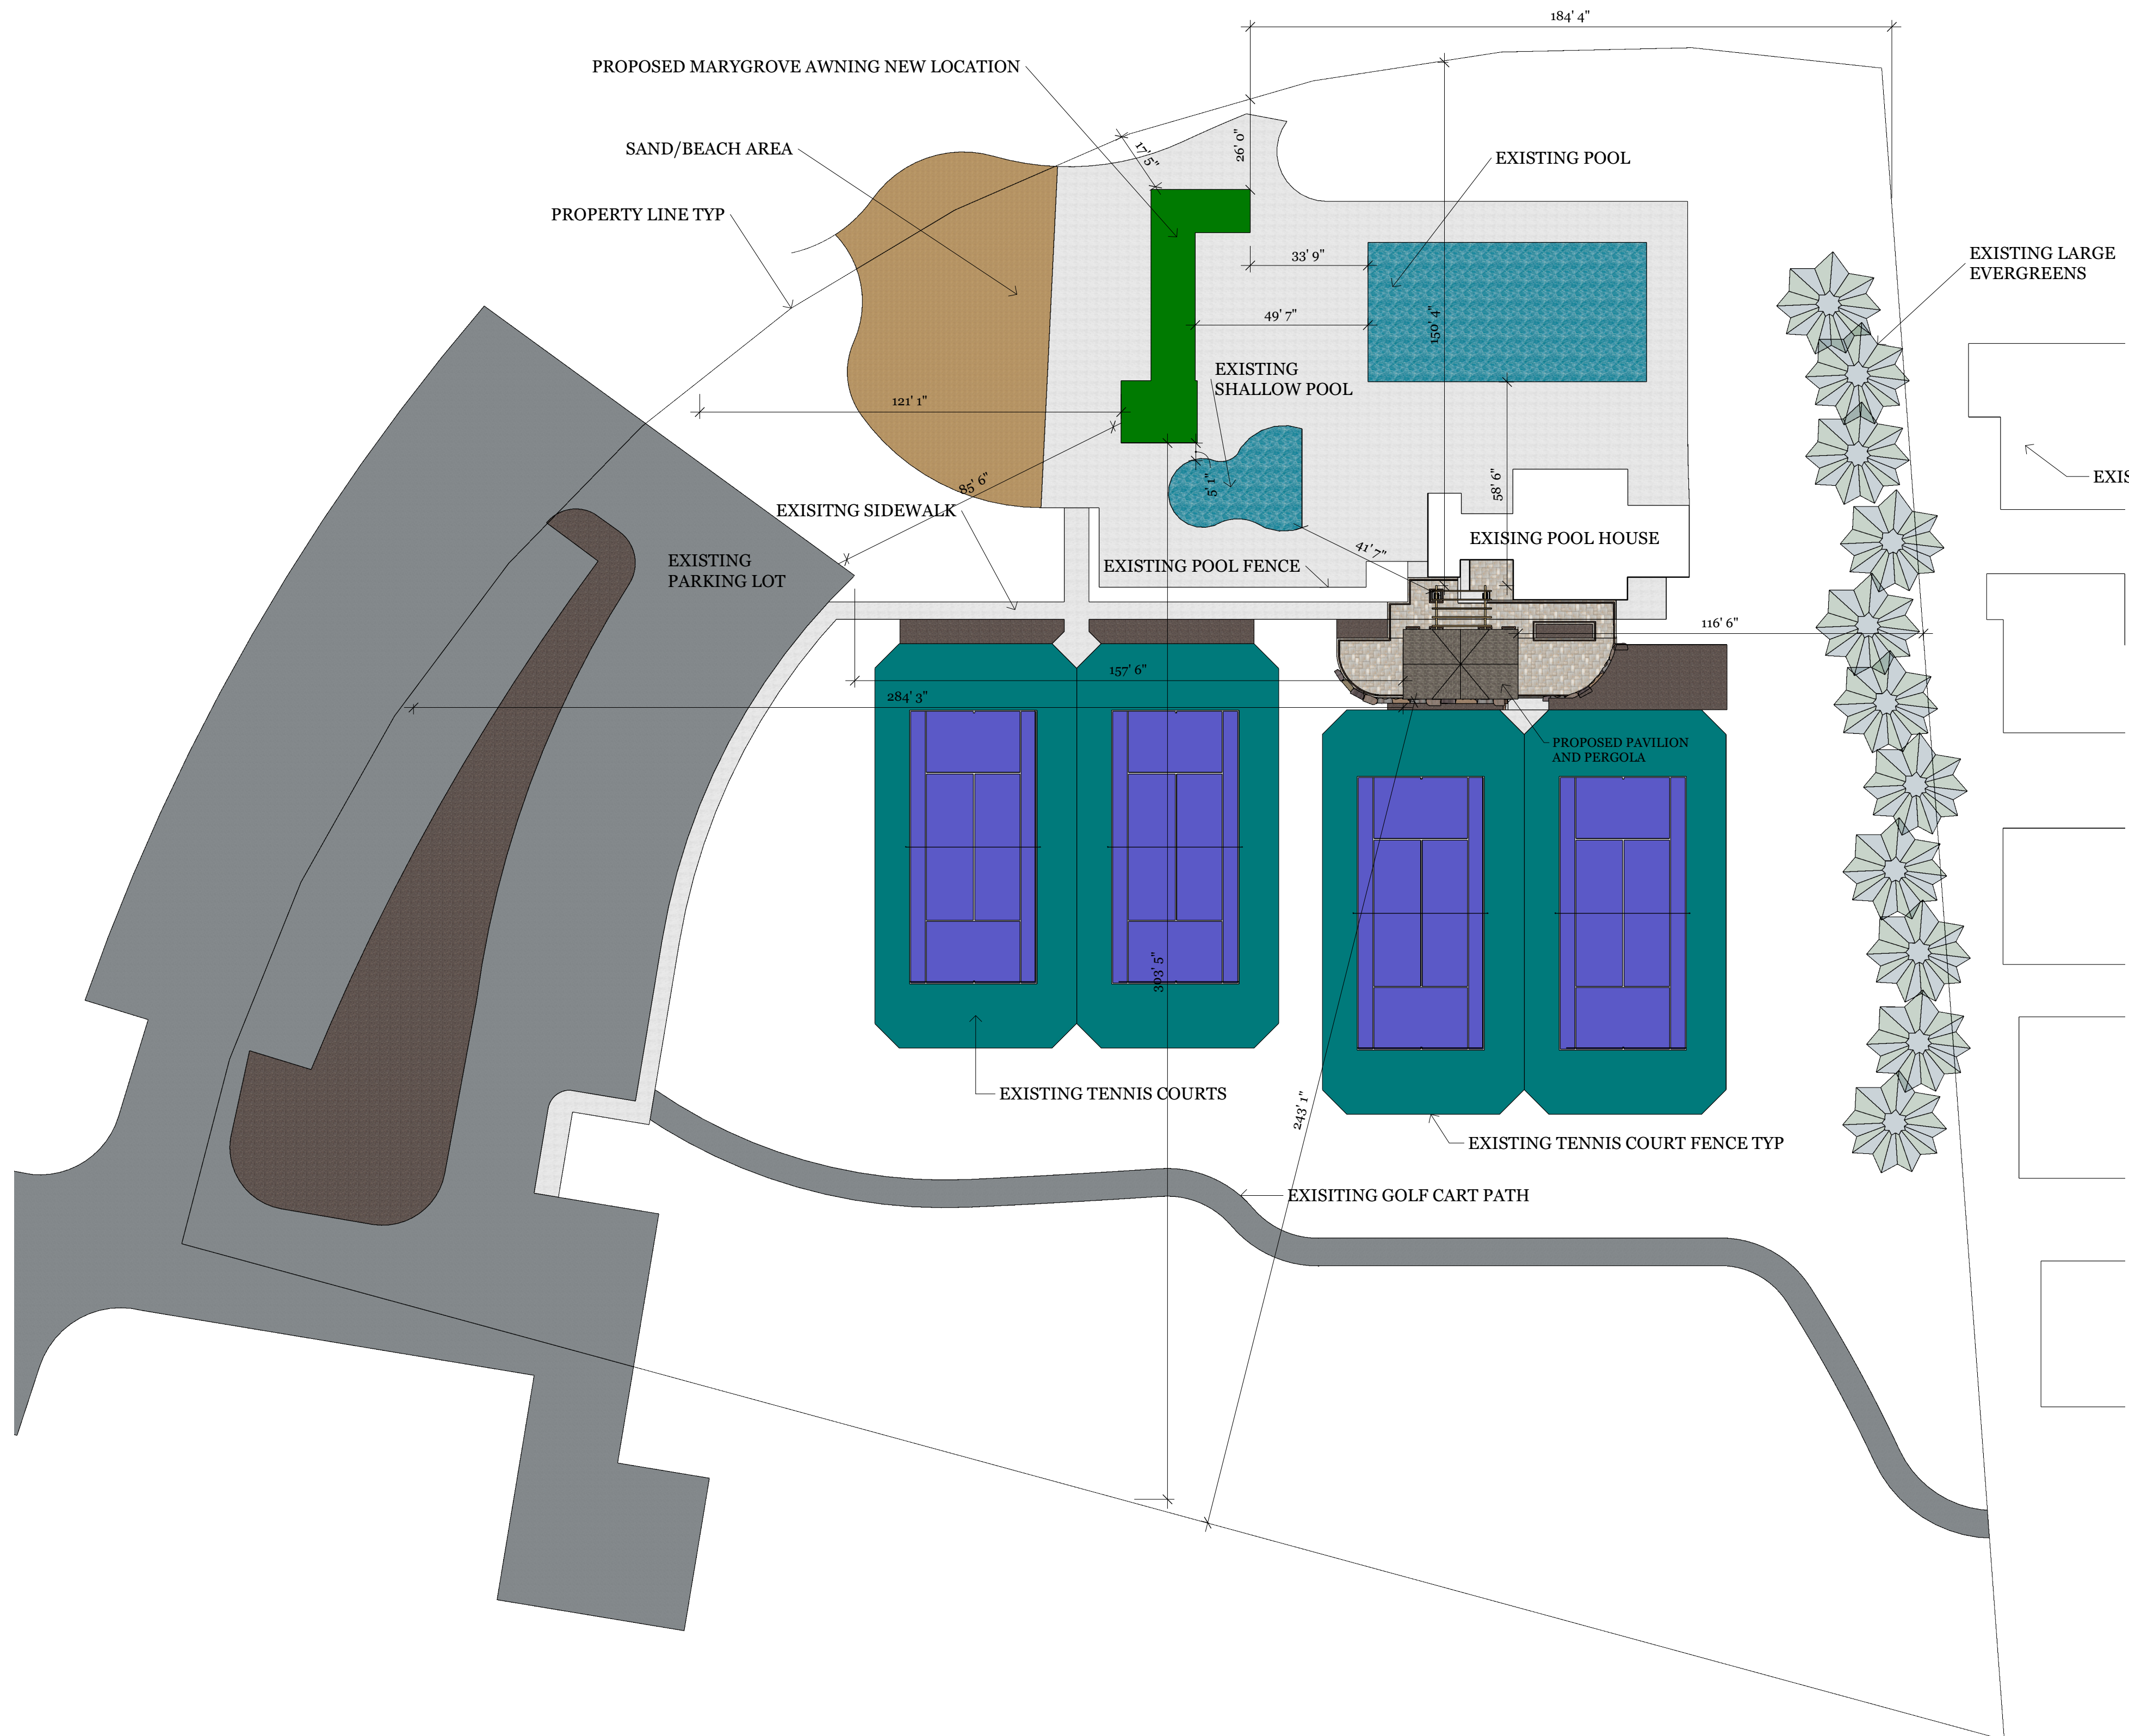 184' 4"
PROPOSED MARYGROVE AWNING NEW LOCATION
SAND/BEACH AREA
17' 5"
26' 0"
EXISTING POOL
PROPERTY LINE TYP
EXISTING LARGE
EVERGREENS
33' 9"
49' 7"
150' 4"
EXISTING
SHALLOW POOL
121' 1"
85' 6"
5' 1"
58' 6"
EXIS
EXISITNG SIDEWALK
EXISING POOL HOUSE
41' 7"
EXISTING
PARKING LOT
EXISTING POOL FENCE
116' 6"
157' 6"
284' 3"
PROPOSED PAVILION
AND PERGOLA
303' 5"
EXISTING TENNIS COURTS
243' 1"
EXISTING TENNIS COURT FENCE TYP
EXISITING GOLF CART PATH